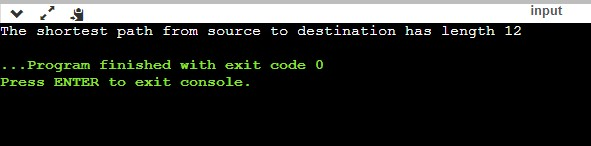 input
The shortest path from source to destination has length 12
...Program finished with exit code 0
Press ENTER to exit console.